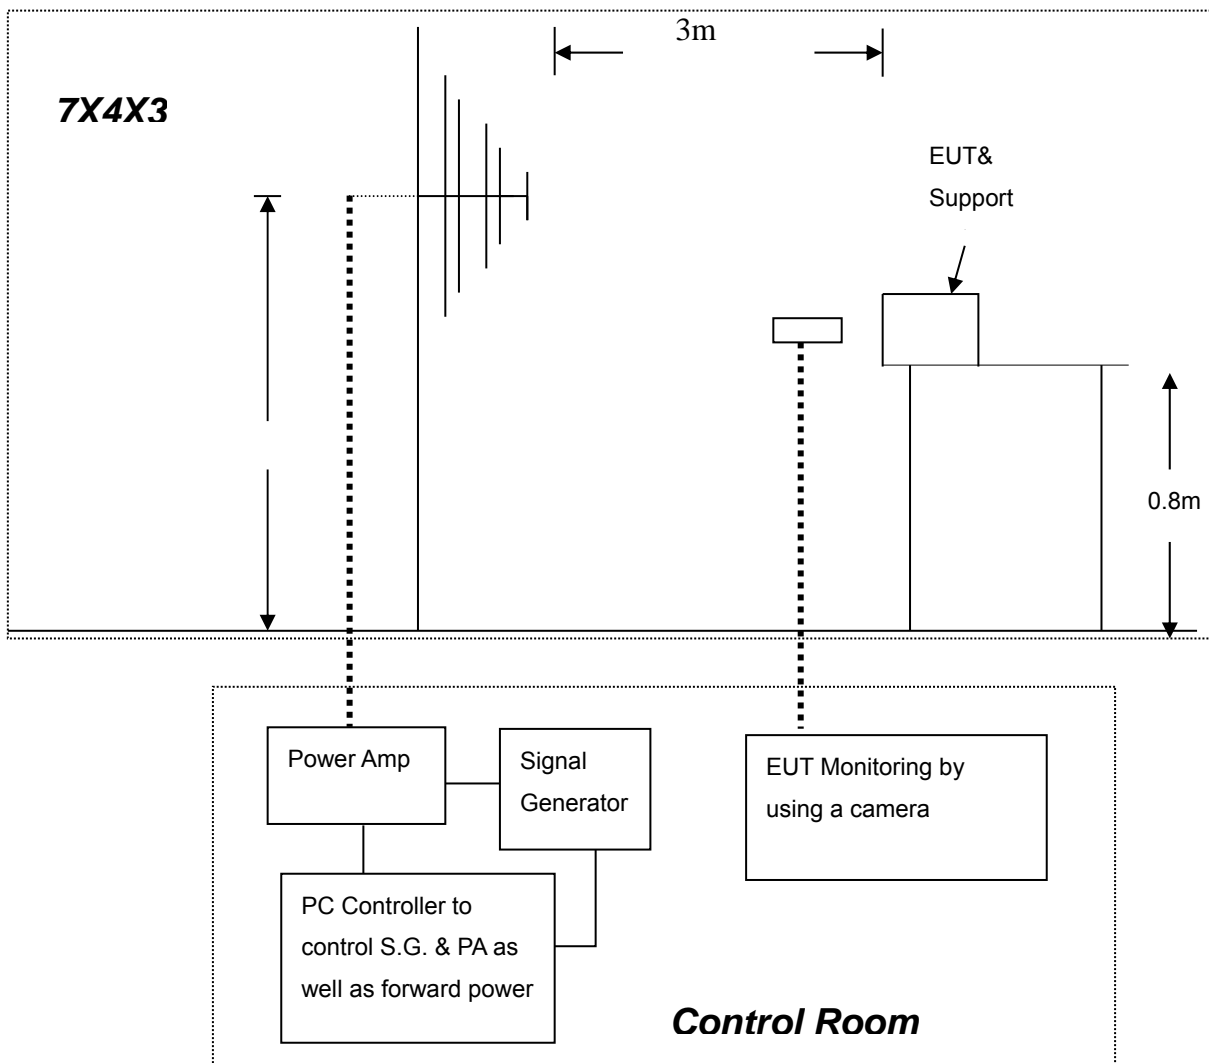 3m
7X4X3
EUT&
Support
0.8m
Power Amp
Signal
Generator
EUT Monitoring by
using a camera
PC Controller to
control S.G. & PA as
well as forward power
Control Room